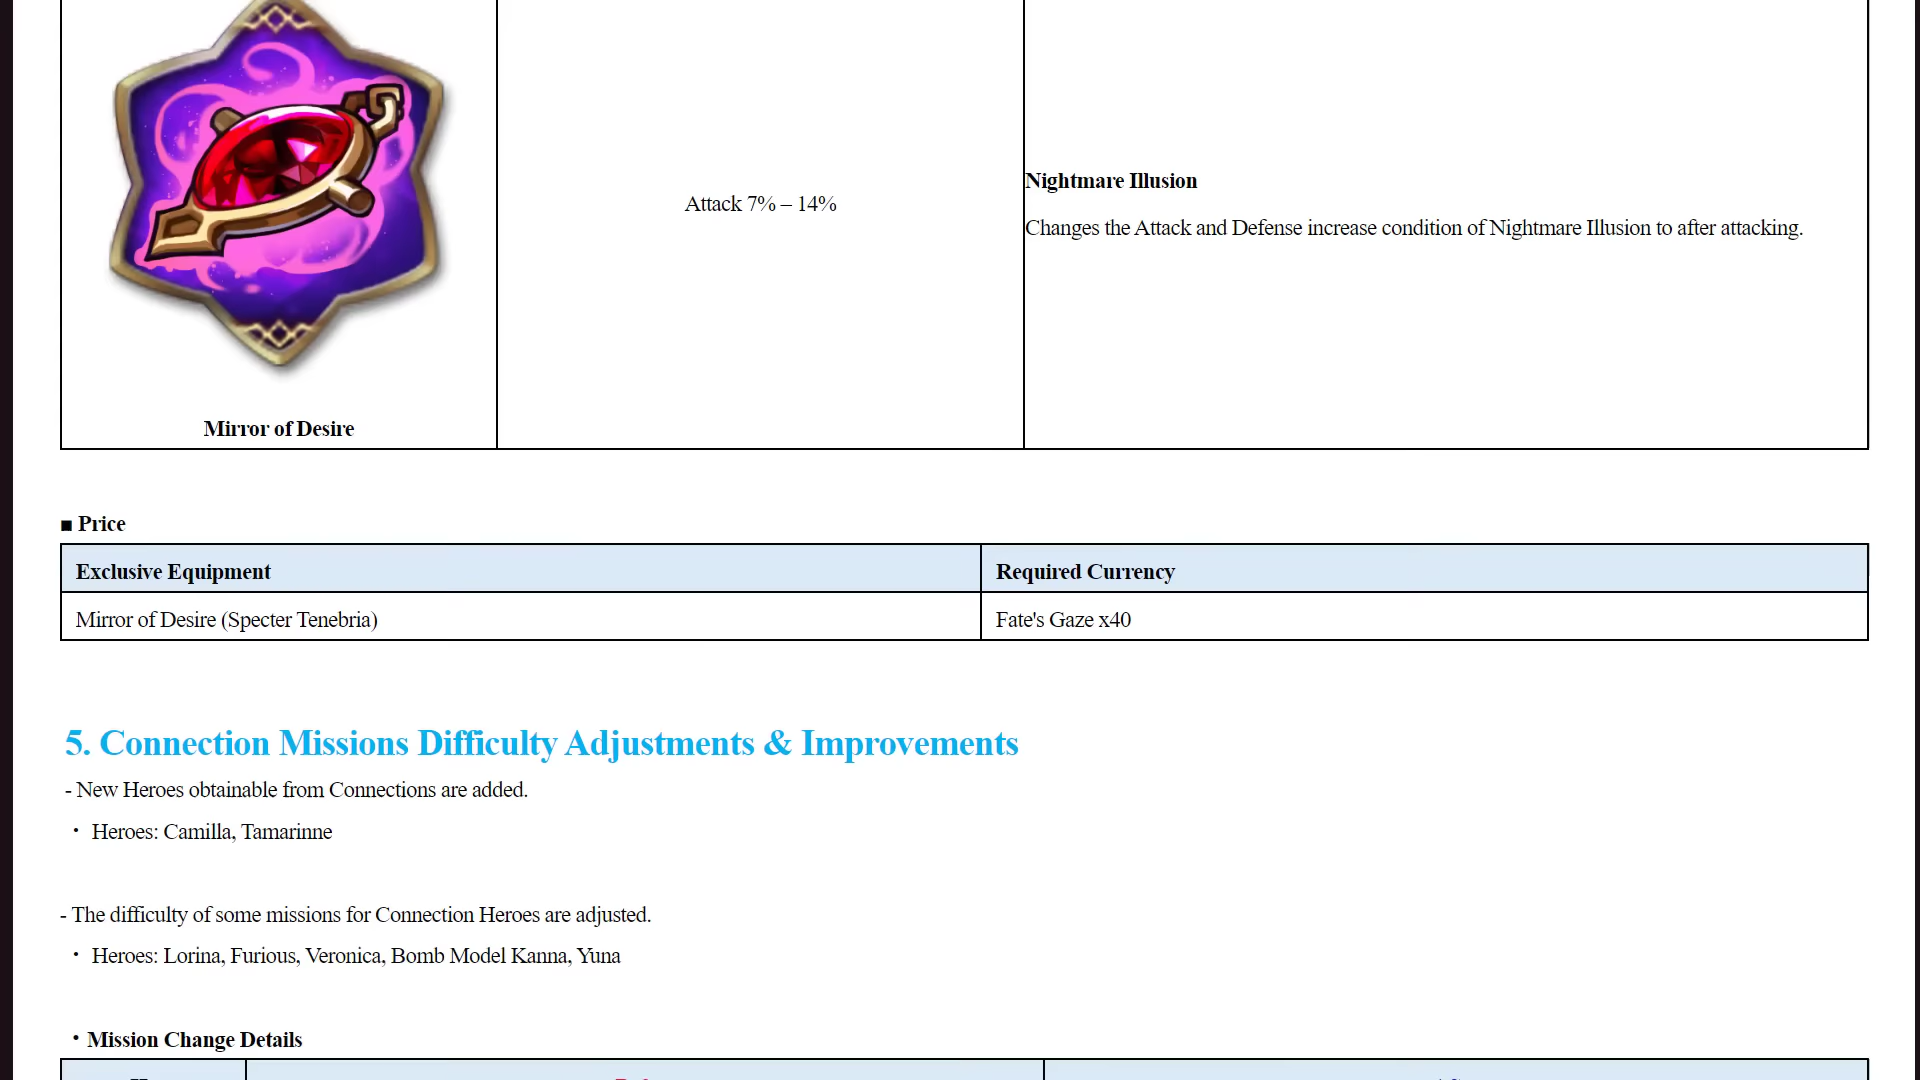 Attack 7% – 14%
Nightmare Illusion
Changes the Attack and Defense increase condition of Nightmare Illusion to after attacking.
Mirror of Desire
■ Price
Exclusive Equipment
Required Currency
Mirror of Desire (Specter Tenebria)
Fate's Gaze x40
5. Connection Missions Difficulty Adjustments & Improvements
- New Heroes obtainable from Connections are added.
・ Heroes: Camilla, Tamarinne
- The difficulty of some missions for Connection Heroes are adjusted.
・ Heroes: Lorina, Furious, Veronica, Bomb Model Kanna, Yuna
・ Mission Change Details